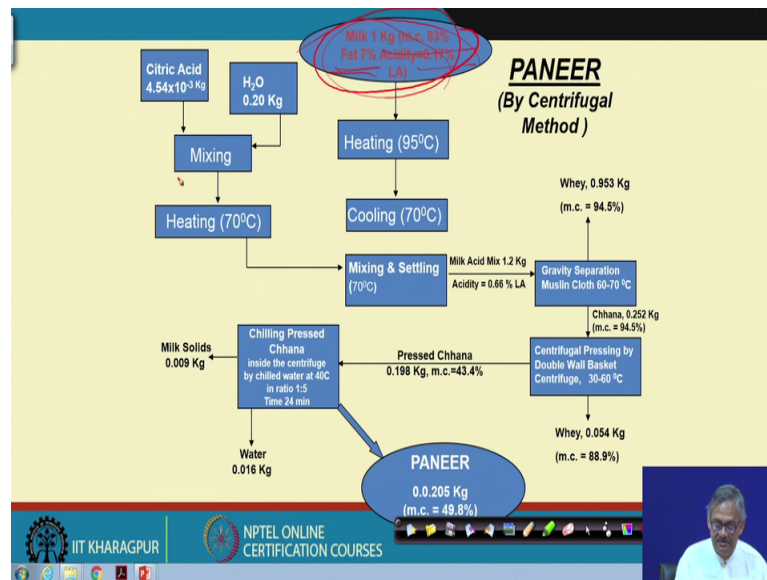 Milk 1 Kg (m.c. 83%
Fat 7% Acidity=0.17%
LA)
PANEER
(By Centrifugal
Method )
Citric Acid
4.54x10-3 Kg
H2O
0.20 Kg
Mixing
Heating (95⁰C)
Heating (70⁰C)
Cooling (70⁰C)
Mixing & Settling
(70⁰C)
Milk Acid Mix 1.2 Kg
Acidity = 0.66 % LA
Whey, 0.953 Kg
(m.c. = 94.5%)
Gravity Separation
Muslin Cloth 60-70 ⁰C
Chhana, 0.252 Kg
(m.c. = 94.5%)
Centrifugal Pressing by
Double Wall Basket
Centrifuge, 30-60 ⁰C
Whey, 0.054 Kg
(m.c. = 88.9%)
Pressed Chhana
0.198 Kg, m.c.=43.4%
Chilling Pressed
Chhana
inside the centrifuge
by chilled water at 40C
in ratio 1:5
Time 24 min
Milk Solids
0.009 Kg
Water
0.016 Kg
PANEER
0.0.205 Kg
(m.c. = 49.8%)
IIT KHARAGPUR
NPTEL ONLINE
CERTIFICATION COURSES